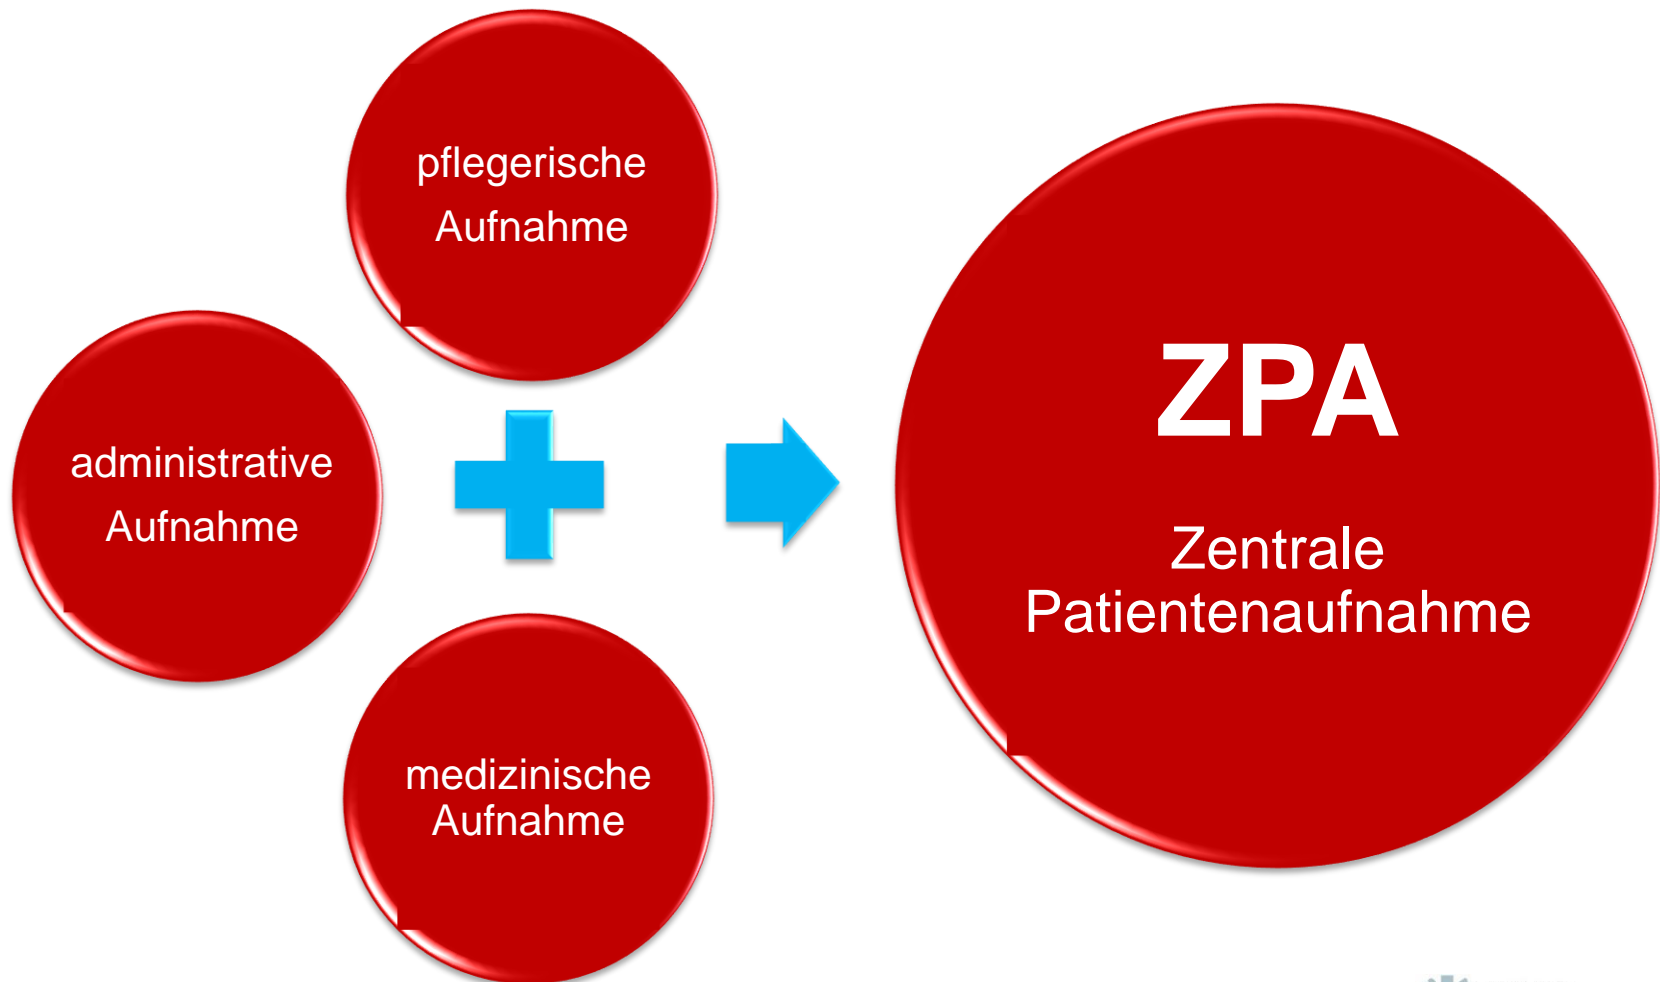 pflegerische
Aufnahme
administrative
Aufnahme
medizinische
Aufnahme
ZPA
Zentrale
Patientenaufnahme